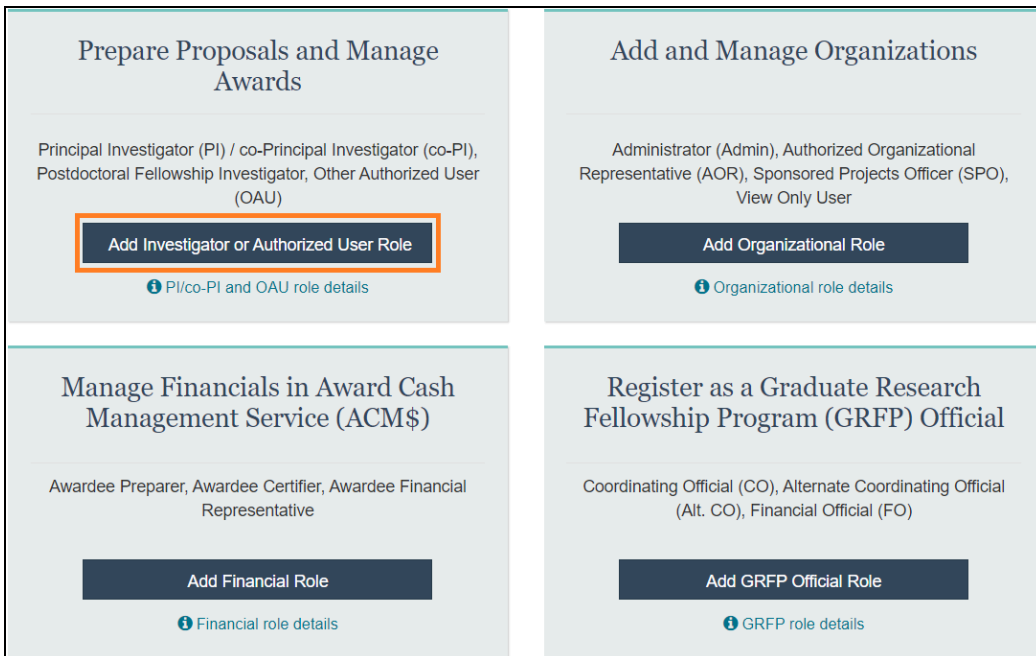 Prepare Proposals and Manage
Awards
Principal Investigator (PI) / co-Principal Investigator (co-PI),
Postdoctoral Fellowship Investigator, Other Authorized User
(OAU)
Add Investigator or Authorized User Role
PI/co-PI and OAU role details
Add and Manage Organizations
Administrator (Admin), Authorized Organizational
Representative (AOR), Sponsored Projects Officer (SPO),
View Only User
Add Organizational Role
Organizational role details
Manage Financials in Award Cash
Management Service (ACM$)
Awardee Preparer, Awardee Certifier, Awardee Financial
Representative
Add Financial Role
Financial role details
Register as a Graduate Research
Fellowship Program (GRFP) Official
Coordinating Official (CO), Alternate Coordinating Official
(Alt. CO), Financial Official (FO)
Add GRFP Official Role
GRFP role details